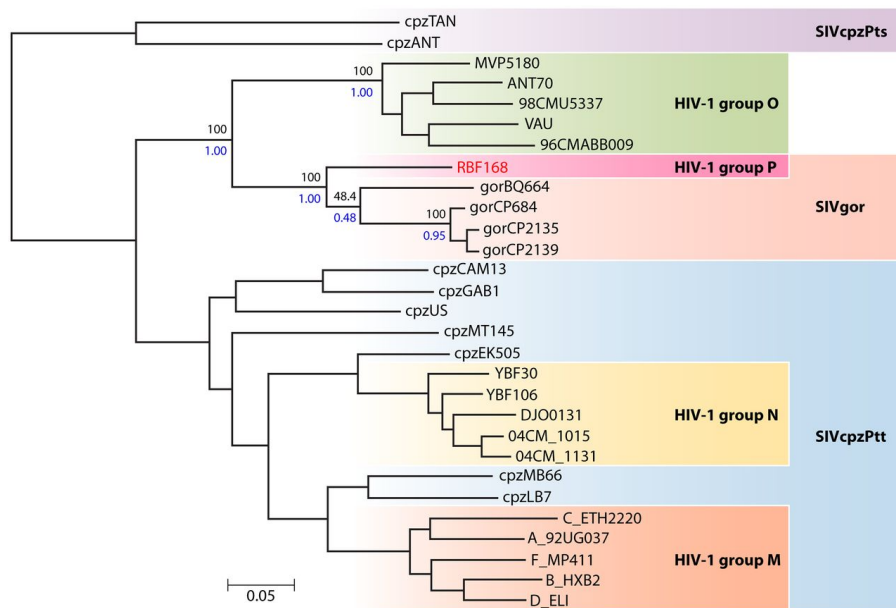 cpzTAN
cpzANT
SIVcpzPts
MVP5180
100
1.00
ANT70
98CMU5337
HIV-1 group O
VAU
96CMABB009
100
1.00
RBF168
HIV-1 group P
100
1.00
48.4
0.48
gorBQ664
gorCP684
SIVgor
100
0.95
gorCP2135
gorCP2139
cpzCAM13
cpzGAB1
cpzUS
cpzMT145
cpzEK505
YBF30
YBF106
HIV-1 group N
DJO0131
04CM_1015
SIVcpzPtt
04CM_1131
cpzMB66
cpzLB7
C_ETH2220
A_92UG037
F_MP411
HIV-1 group M
B_HXB2
D_ELI
0.05